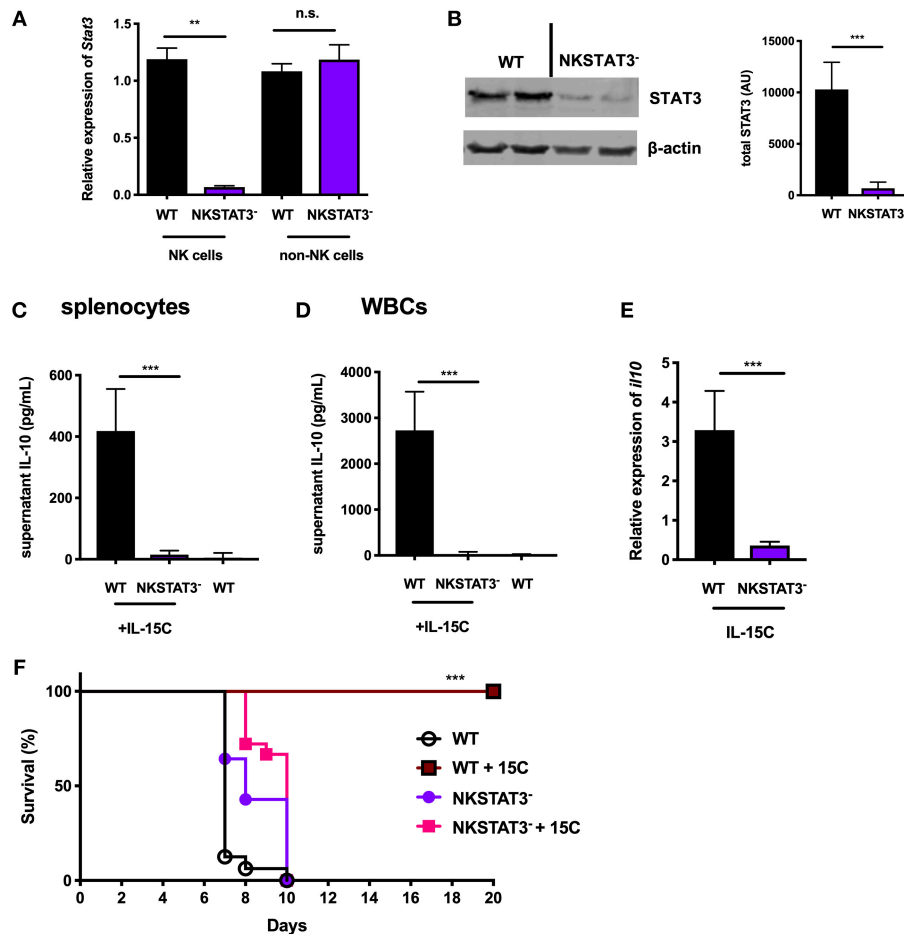 A
Relative expression of Stat3
1.5
1.0
0.5
0.0
**
n.s.
WT NKSTAT3- WT NKSTAT3-
NK cells non-NK cells
B
WT NKSTAT3-
STAT3
β-actin
total STAT3 (AU)
15000
10000
5000
0
***
WT NKSTAT3
C splenocytes
supernatant IL-10 (pg/mL)
600
400
200
0
***
WT NKSTAT3- WT
+IL-15C
D WBCs
supernatant IL-10 (pg/mL)
4000
3000
2000
1000
0
***
WT NKSTAT3- WT
+IL-15C
E
Relative expression of il10
5
4
3
2
1
0
***
WT NKSTAT3-
IL-15C
F
Survival (%)
100
50
0
***
WT
WT + 15C
NKSTAT3-
NKSTAT3- + 15C
0 2 4 6 8 10 12 14 16 18 20
Days